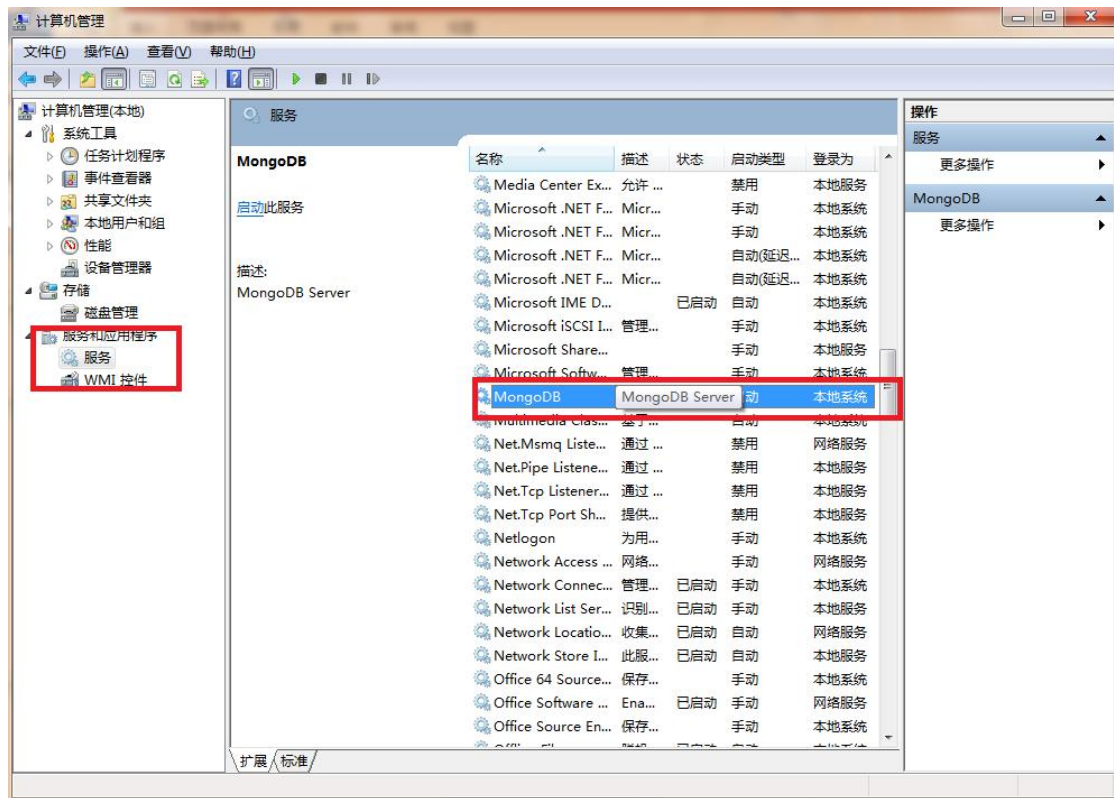 计算机管理
文件(F) 操作(A) 查看(V) 帮助(H)
计算机管理(本地)
系统工具
任务计划程序
事件查看器
共享文件夹
本地用户和组
性能
设备管理器
存储
磁盘管理
服务和应用程序
服务
WMI 控件
服务
MongoDB
启动此服务
描述:
MongoDB Server
名称 描述 状态 启动类型 登录为
Media Center Ex... 允许 ... 禁用 本地服务
Microsoft .NET F... Micr... 手动 本地系统
Microsoft .NET F... Micr... 手动 本地系统
Microsoft .NET F... Micr... 自动(延迟... 本地系统
Microsoft .NET F... Micr... 自动(延迟... 本地系统
Microsoft IME D... 已启动 自动 本地系统
Microsoft iSCSI I... 管理... 手动 本地系统
Microsoft Share... 手动 本地服务
Microsoft Softw... 管理... 手动 本地系统
MongoDB MongoDB Server 动 本地系统
Multimedia Clas... 基于... 自动 本地系统
Net.Msmq Liste... 通过 ... 禁用 网络服务
Net.Pipe Listene... 通过 ... 禁用 本地服务
Net.Tcp Listener... 通过 ... 禁用 本地服务
Net.Tcp Port Sh... 提供... 禁用 本地服务
Netlogon 为用... 手动 本地系统
Network Access ... 网络... 手动 网络服务
Network Connec... 管理... 已启动 手动 本地系统
Network List Ser... 识别... 已启动 手动 本地服务
Network Locatio... 收集... 已启动 自动 网络服务
Network Store I... 此服... 已启动 自动 本地服务
Office 64 Source... 保存... 手动 本地系统
Office Software ... Ena... 已启动 手动 网络服务
Office Source En... 保存... 手动 本地系统
扩展 标准
操作
服务
更多操作
MongoDB
更多操作